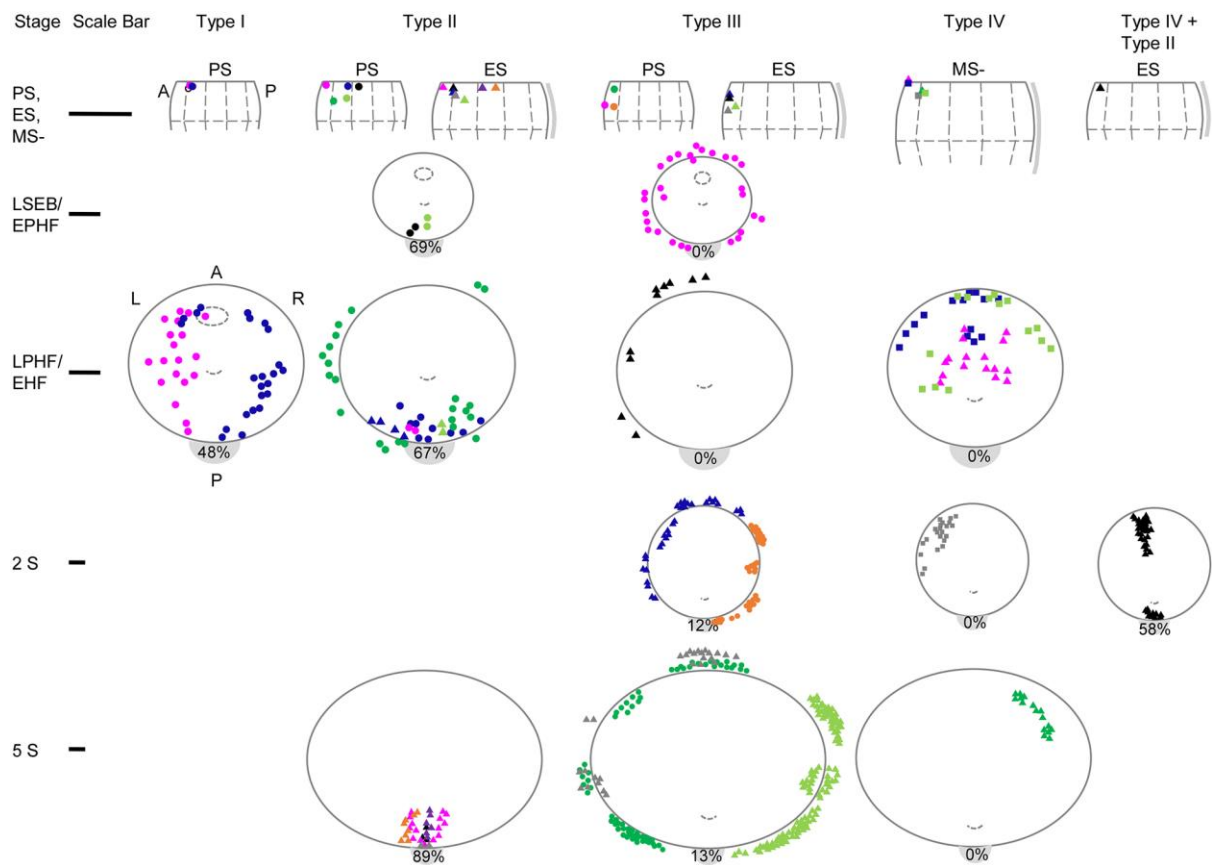 Stage Scale Bar Type I Type II Type III Type IV Type IV +
Type II
PS PS ES PS ES MS- ES
A P
PS,
ES,
MS-
LSEB/
EPHF
69% 0%
A
L R
LPHF/
EHF
48% 67% 0% 0%
P
2 S
12% 0% 58%
5 S
89% 13% 0%